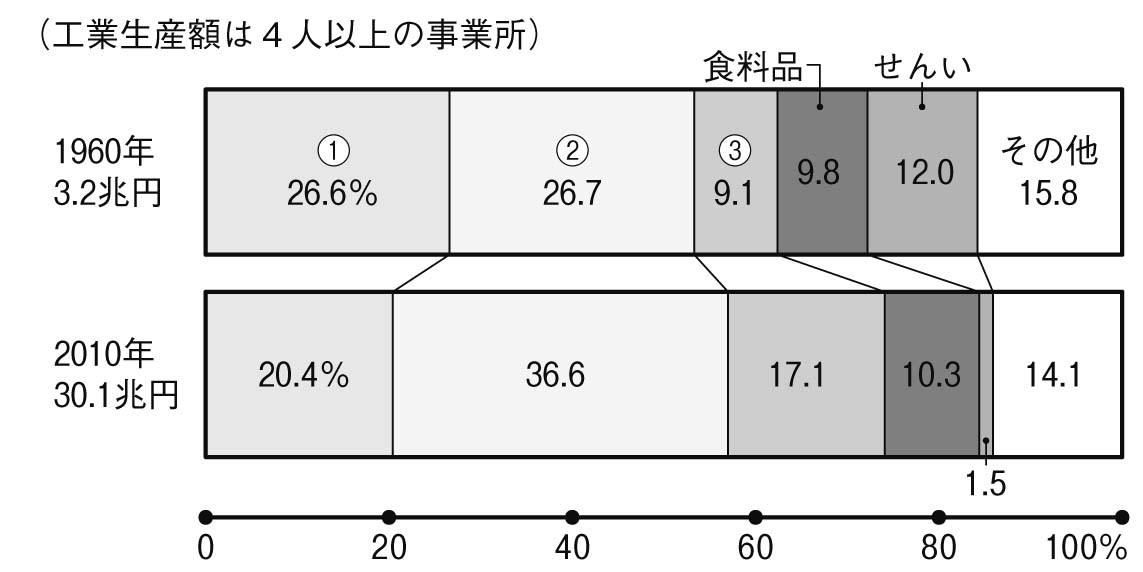 （工業生産額は4人以上の事業所）
食料品 せんい
1960年
3.2兆円
① ② ③ その他
26.6% 26.7 9.1 9.8 12.0 15.8
2010年
30.1兆円
20.4% 36.6 17.1 10.3 14.1
1.5
0 20 40 60 80 100%